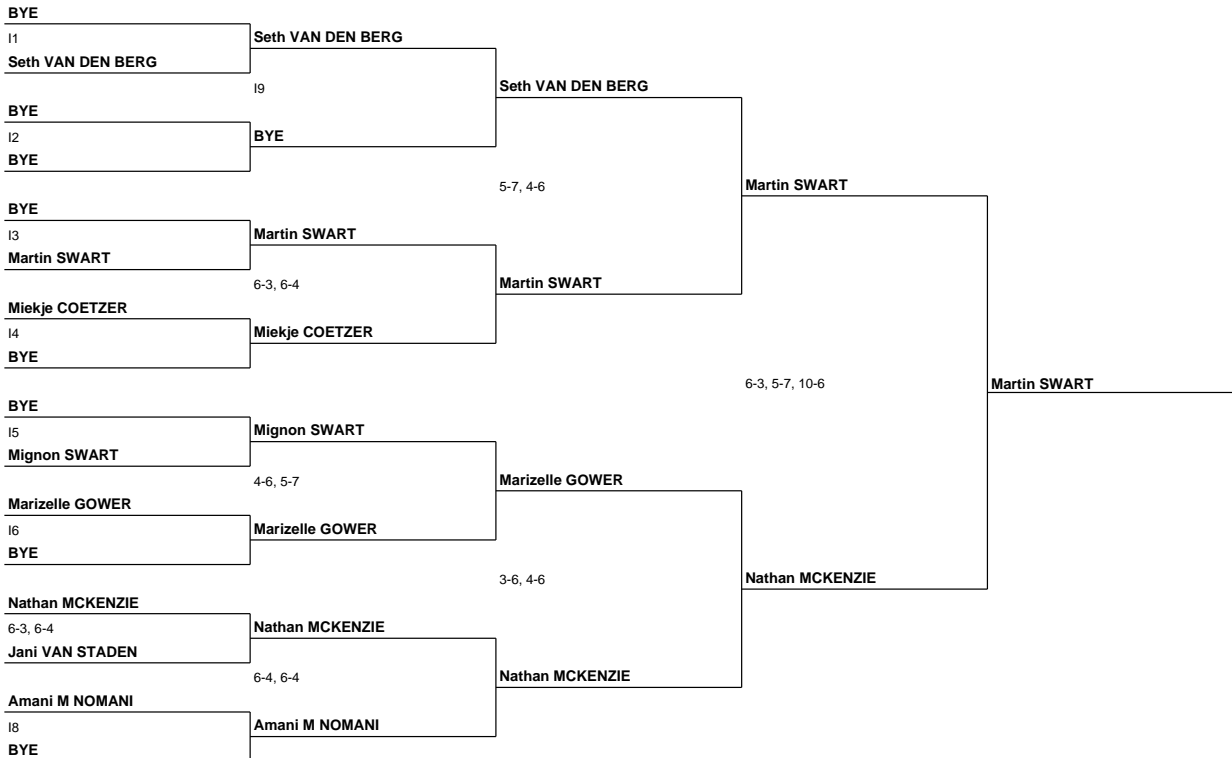 BYE
I1
Seth VAN DEN BERG
Seth VAN DEN BERG
I9
Seth VAN DEN BERG
BYE
I2
BYE
BYE
5-7, 4-6
Martin SWART
BYE
I3
Martin SWART
Martin SWART
6-3, 6-4
Martin SWART
Miekje COETZER
I4
BYE
Miekje COETZER
6-3, 5-7, 10-6
Martin SWART
BYE
I5
Mignon SWART
Mignon SWART
4-6, 5-7
Marizelle GOWER
Marizelle GOWER
I6
BYE
Marizelle GOWER
3-6, 4-6
Nathan MCKENZIE
Nathan MCKENZIE
6-3, 6-4
Jani VAN STADEN
Nathan MCKENZIE
6-4, 6-4
Nathan MCKENZIE
Amani M NOMANI
I8
BYE
Amani M NOMANI